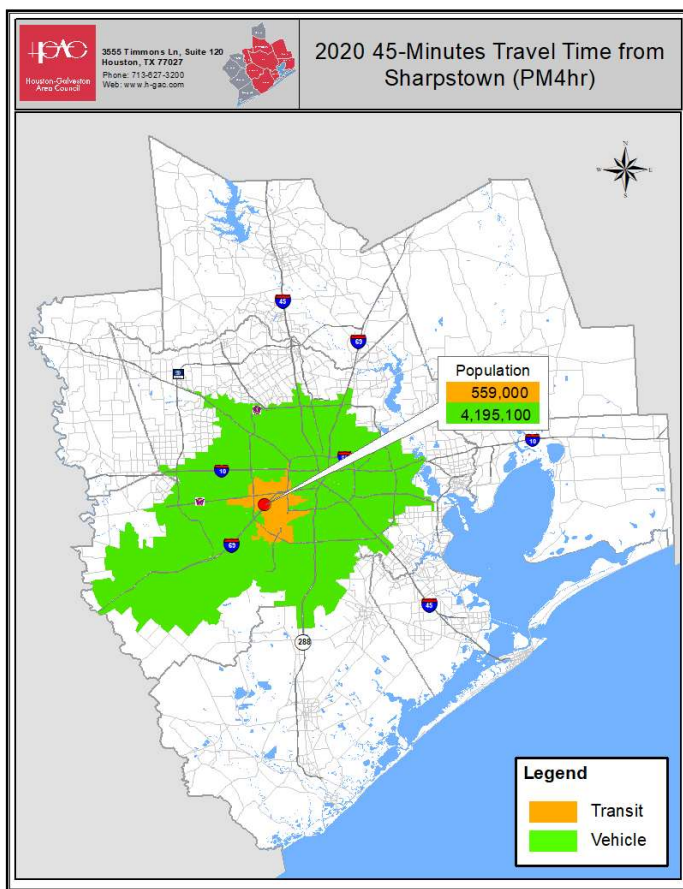 H-GAC
Houston-Galveston
Area Council
3555 Timmons Ln, Suite 120
Houston, TX 77027
Phone: 713-627-3200
Web: www.h-gac.com
2020 45-Minutes Travel Time from
Sharpstown (PM4hr)
N
W
E
S
45
69
Population
559,000
4,195,100
10
10
69
45
288
Legend
Transit
Vehicle